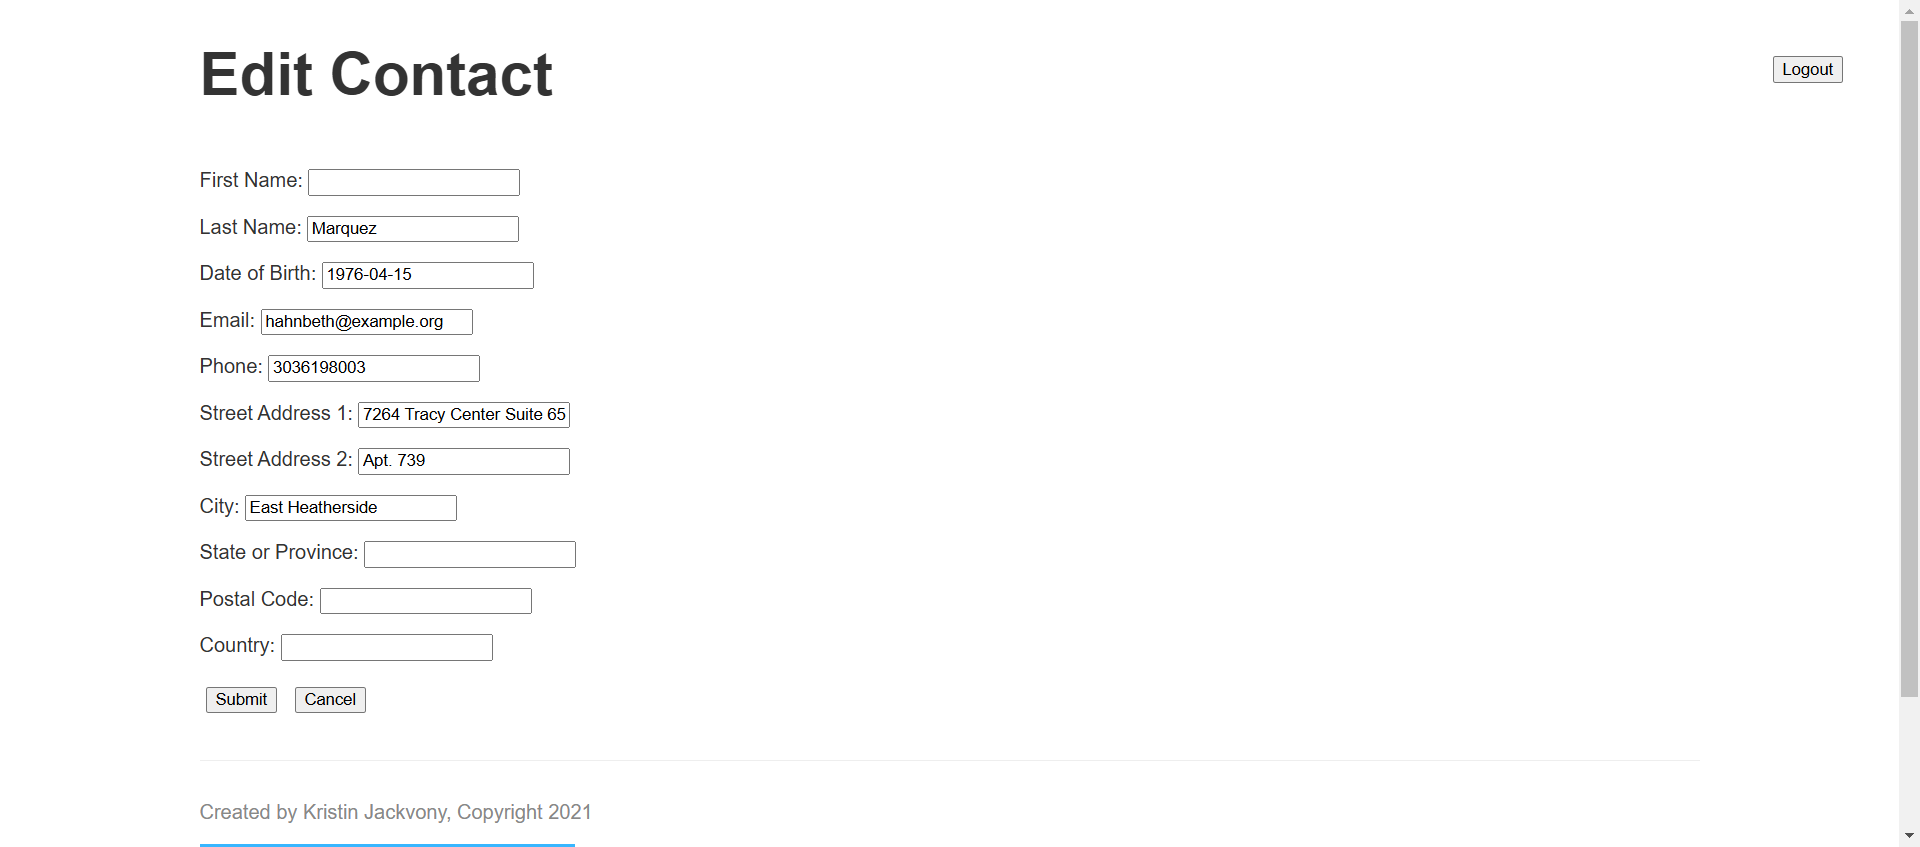 Edit Contact
Logout
First Name:
Last Name: Marquez
Date of Birth: 1976-04-15
Email: hahnbeth@example.org
Phone: 3036198003
Street Address 1: 7264 Tracy Center Suite 65
Street Address 2: Apt. 739
City: East Heatherside
State or Province:
Postal Code:
Country:
Submit Cancel
Created by Kristin Jackvony, Copyright 2021